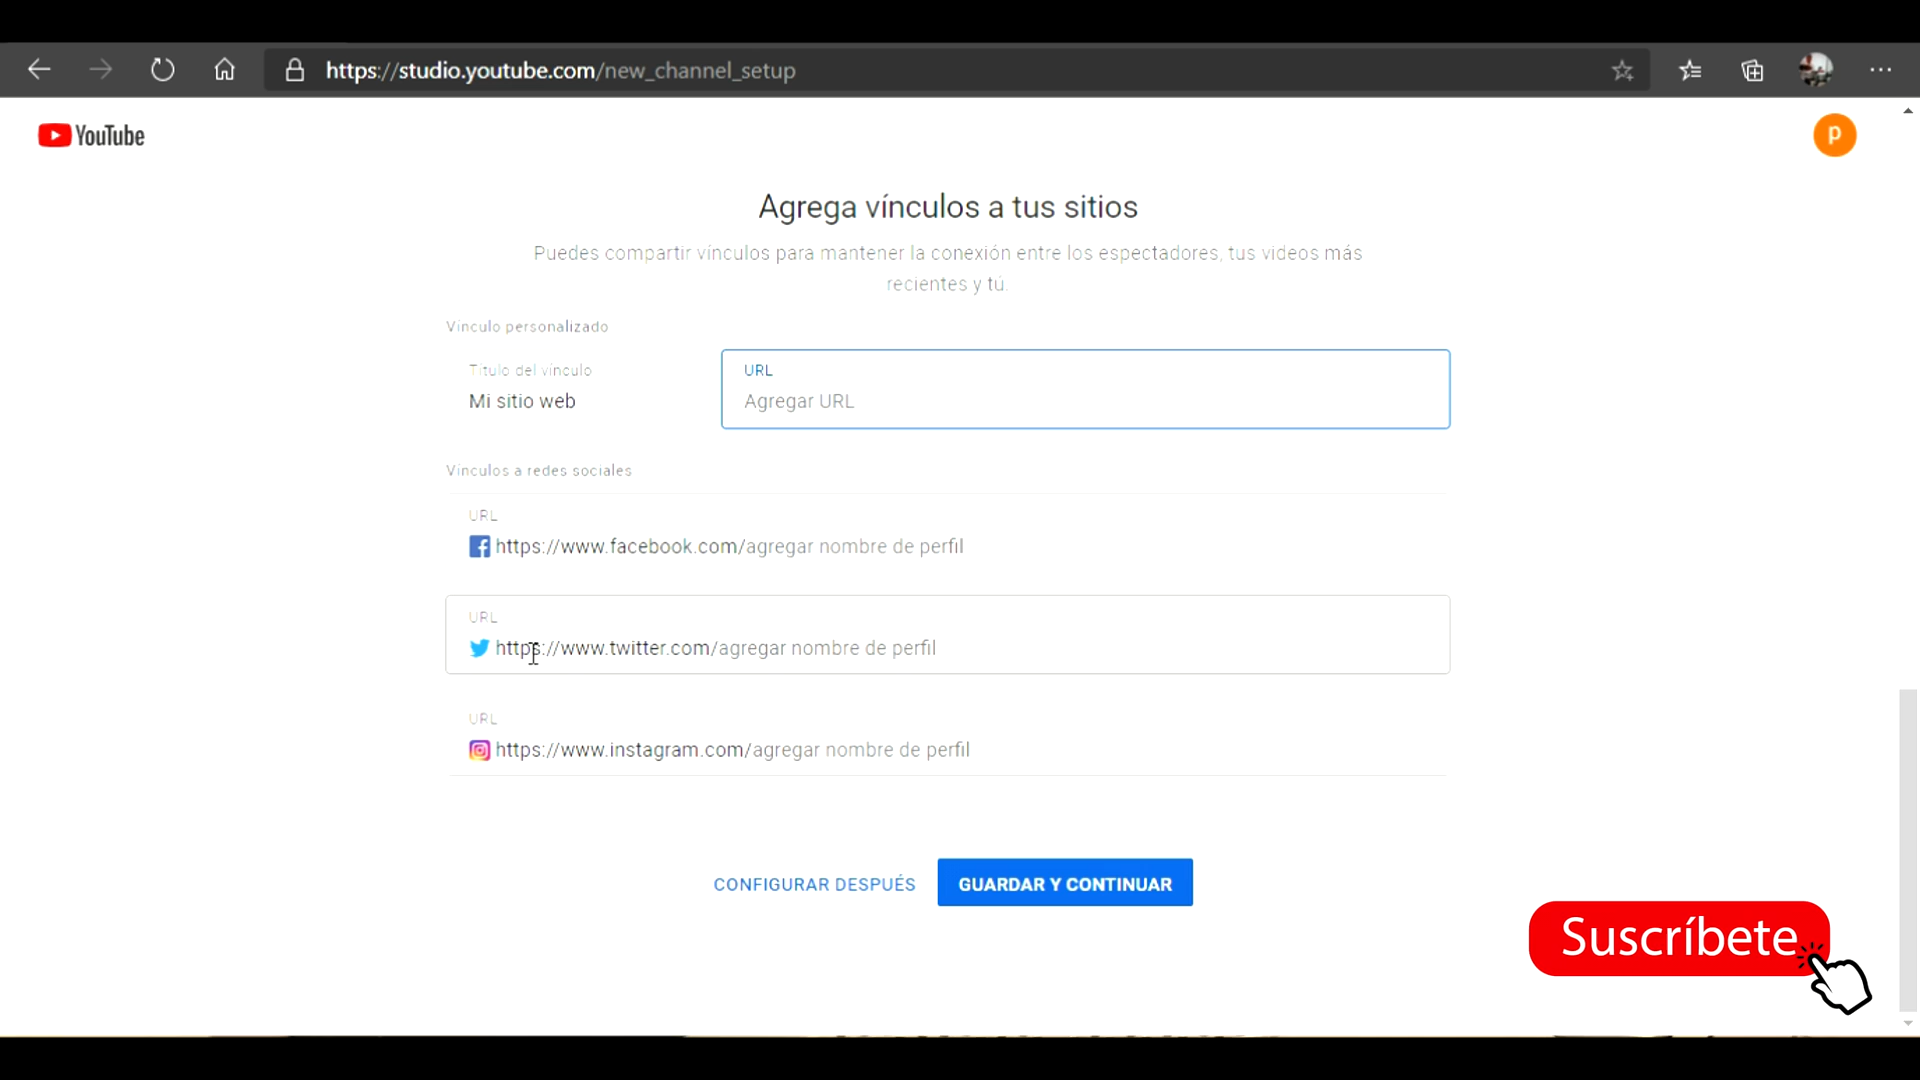 https://studio.youtube.com/new_channel_setup
YouTube
p
Agrega vínculos a tus sitios
Puedes compartir vínculos para mantener la conexión entre los espectadores, tus videos más
recientes y tú.
Vínculo personalizado
Título del vínculo
Mi sitio web
URL
Agregar URL
Vínculos a redes sociales
URL
https://www.facebook.com/agregar nombre de perfil
URL
https://www.twitter.com/agregar nombre de perfil
URL
https://www.instagram.com/agregar nombre de perfil
CONFIGURAR DESPUÉS
GUARDAR Y CONTINUAR
Suscríbete